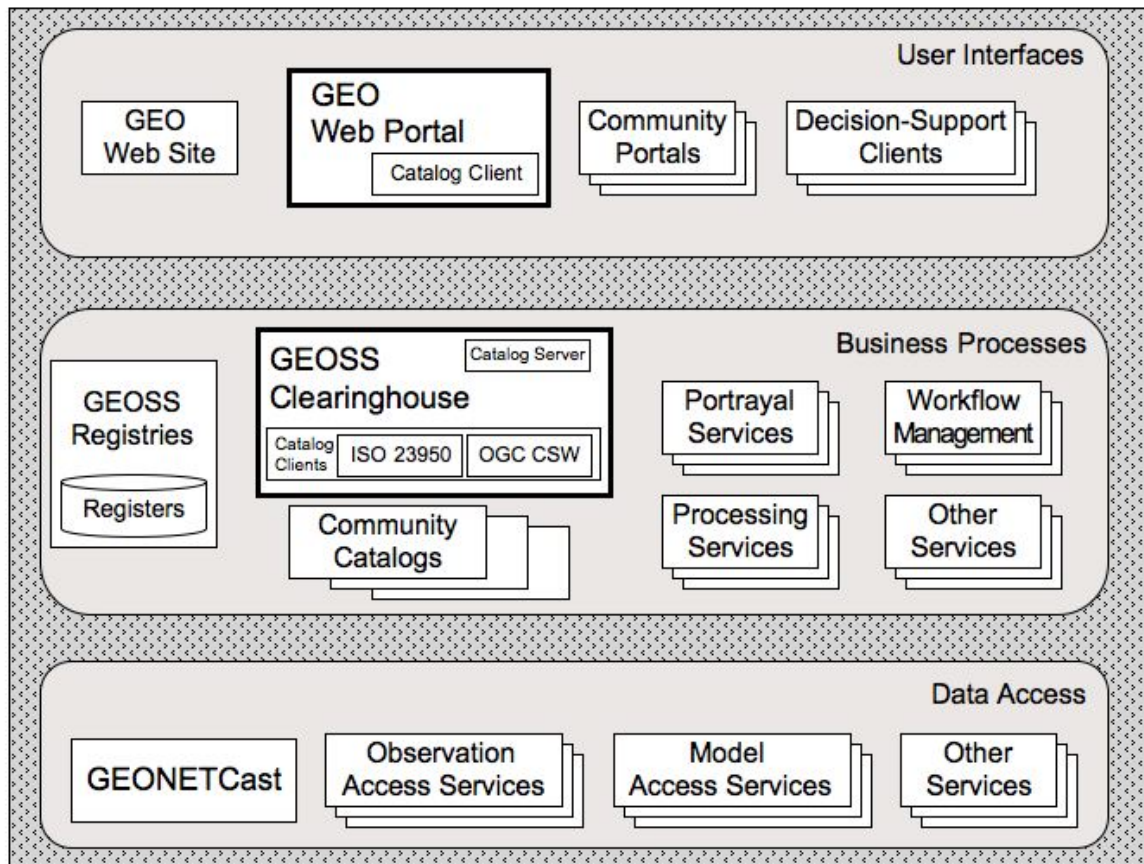 User Interfaces
GEO
Web Site
GEO
Web Portal
Catalog Client
Community
Portals
Decision-Support
Clients
Business Processes
GEOSS
Registries
Registers
GEOSS
Clearinghouse
Catalog Server
Catalog
Clients
ISO 23950
OGC CSW
Community
Catalogs
Portrayal
Services
Workflow
Management
Processing
Services
Other
Services
Data Access
GEONETCast
Observation
Access Services
Model
Access Services
Other
Services